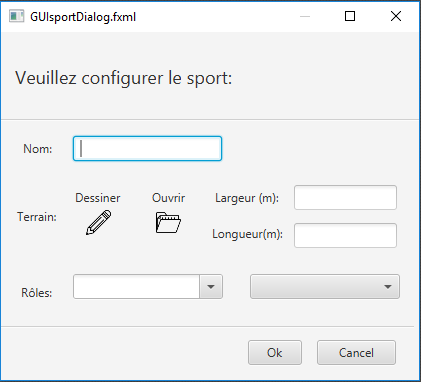 GUIsportDialog.fxml
Veuillez configurer le sport:
Nom:
Dessiner Ouvrir Largeur (m):
Terrain:
Longueur(m):
Rôles:
Ok Cancel